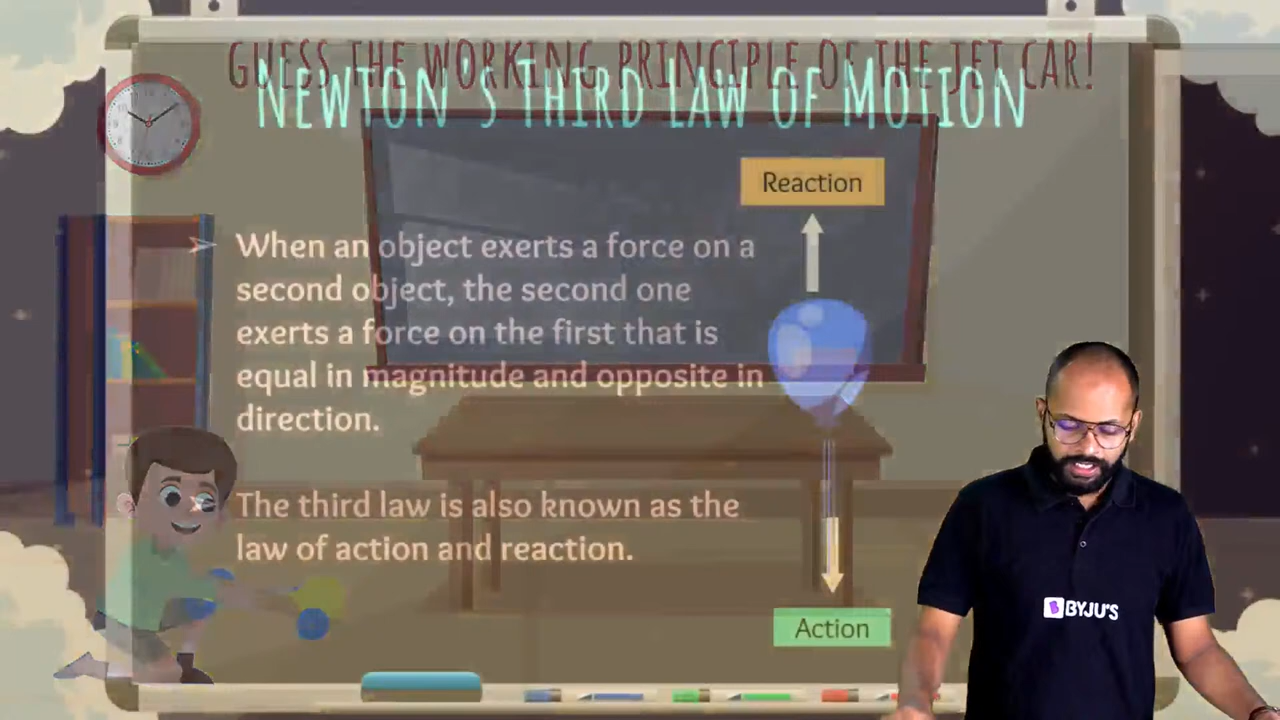 GUESS THE WORKING PRINCIPLE OF THE JET CAR!
NEWTON'S THIRD LAW OF MOTION
Reaction
When an object exerts a force on a
second object, the second one
exerts a force on the first that is
equal in magnitude and opposite in
direction.
The third law is also known as the
law of action and reaction.
Action
BYJU'S